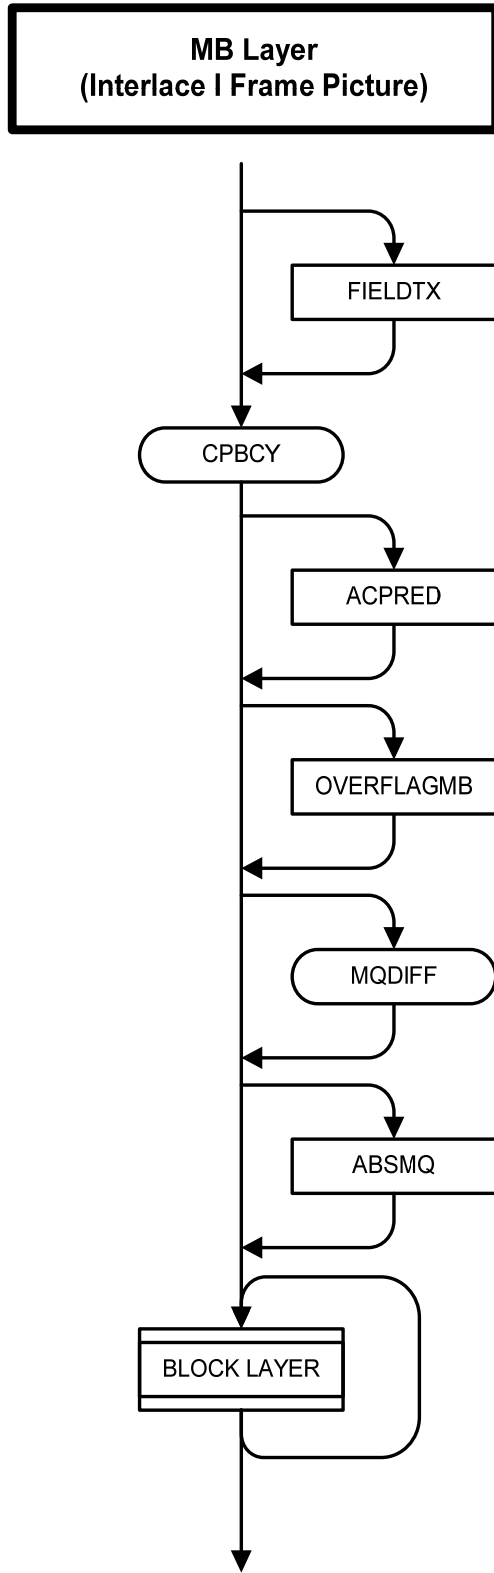 MB Layer
(Interlace I Frame Picture)
FIELDTX
CPBCY
ACPRED
OVERFLAGMB
MQDIFF
ABSMQ
BLOCK LAYER